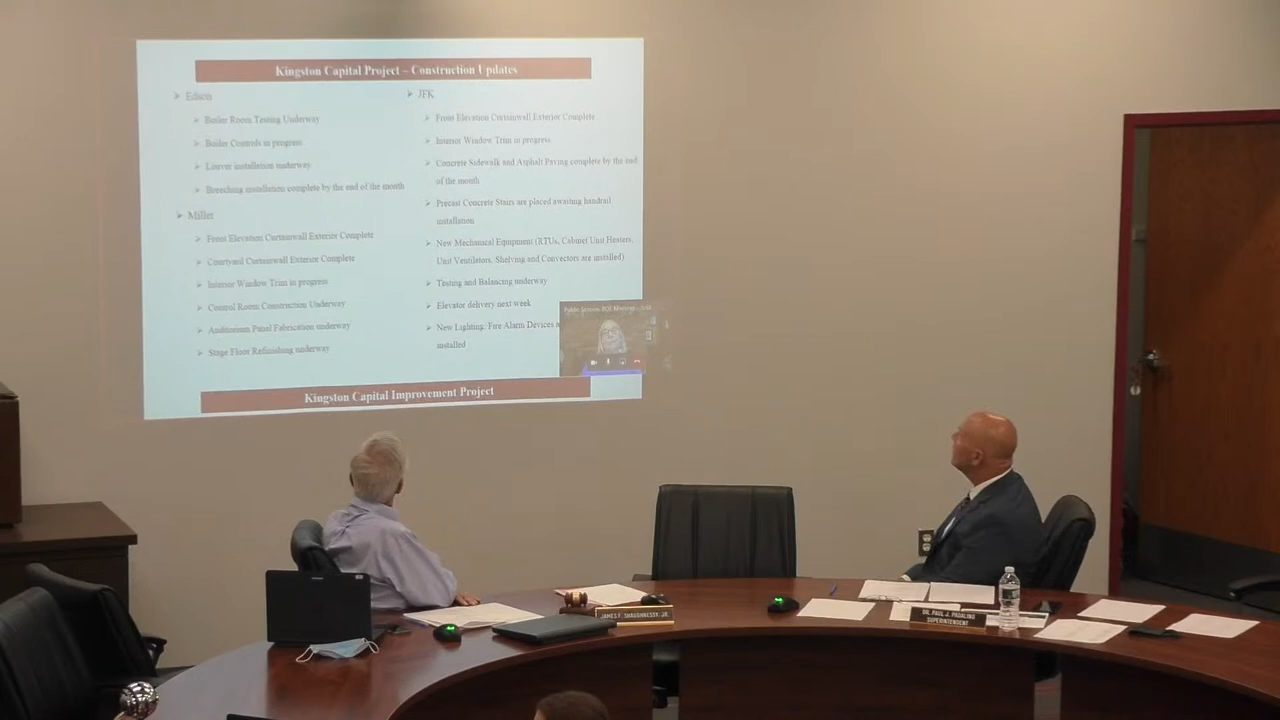 Kingston Capital Project – Construction Updates
Edson
Boiler Room Testing Underway
Boiler Controls in progress
Louver installation underway
Breeching installation complete by the end of the month
Miller
Front Elevation Curtainwall Exterior Complete
Courtyard Curtainwall Exterior Complete
Interior Window Trim in progress
Control Room Construction Underway
Auditorium Panel Fabrication underway
Stage Floor Refinishing underway
JFK
Front Elevation Curtainwall Exterior Complete
Interior Window Trim in progress
Concrete Sidewalk and Asphalt Paving complete by the end
of the month
Precast Concrete Stairs are placed awaiting handrail
installation
New Mechanical Equipment (RTUs, Cabinet Unit Heaters,
Unit Ventilators, Shelving and Convectors are installed)
Testing and Balancing underway
Elevator delivery next week
New Lighting, Fire Alarm Devices
installed
Public Session BOE
Kingston Capital Improvement Project
JAMES F. SHAUGHNESSY, JR.
DR. PAUL J. PADALINO
SUPERINTENDENT